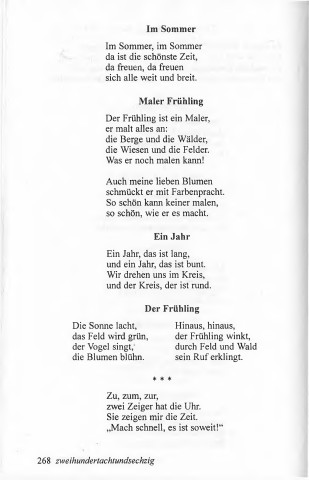 Im Sommer
Im Sommer, im Sommer
da ist die schönste Zeit,
da freuen, da freuen
sich alle weit und breit.
Maler Frühling
Der Frühling ist ein Maler,
er malt alles an:
die Berge und die Wälder,
die Wiesen und die Felder.
Was er noch malen kann!
Auch meine lieben Blumen
schmückt er mit Farbenpracht.
So schön kann keiner malen,
so schön, wie er es macht.
Ein Jahr
Ein Jahr, das ist lang,
und ein Jahr, das ist bunt.
Wir drehen uns im Kreis,
und der Kreis, der ist rund.
Der Frühling
Die Sonne lacht,
das Feld wird grün,
der Vogel singt,
die Blumen blühn.
Hinaus, hinaus,
der Frühling winkt,
durch Feld und Wald
sein Ruf erklingt.
* * *
Zu, zum, zur,
zwei Zeiger hat die Uhr.
Sie zeigen mir die Zeit.
„Mach schnell, es ist soweit!“
268 zweihundertachtundsechzig